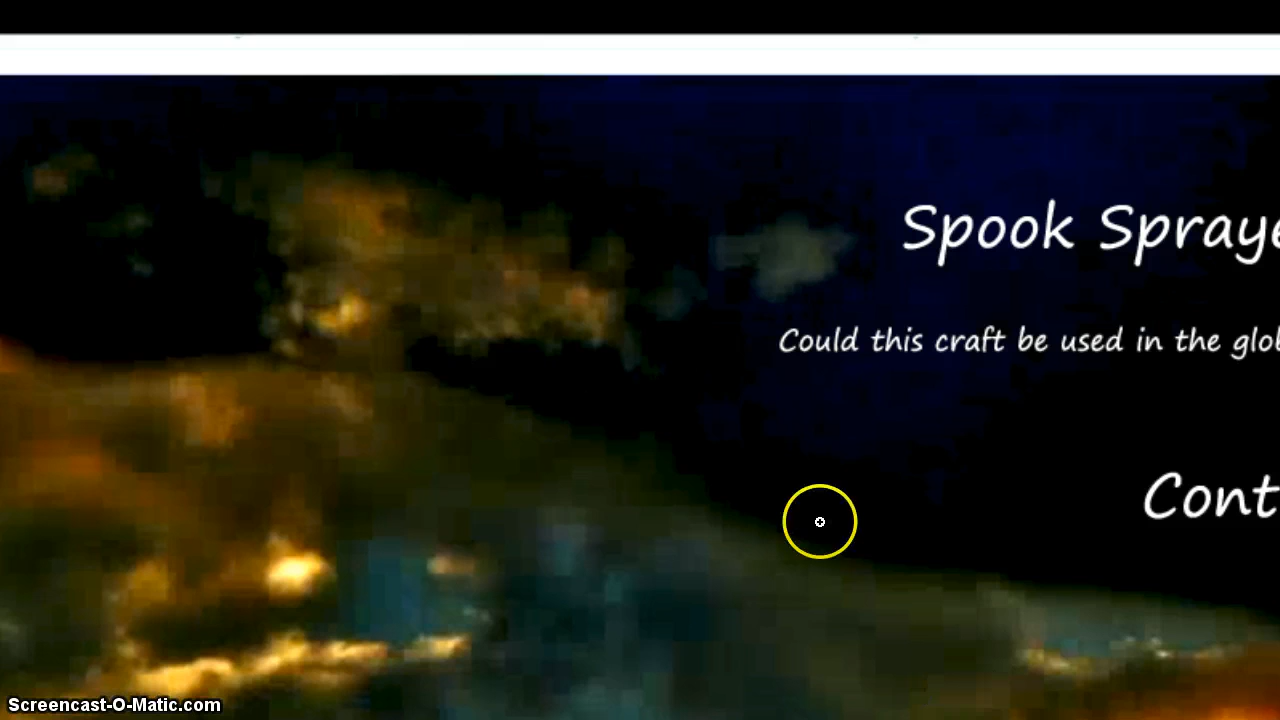 Spook Spraye
Could this craft be used in the glob
Cont
Screencast-O-Matic.com